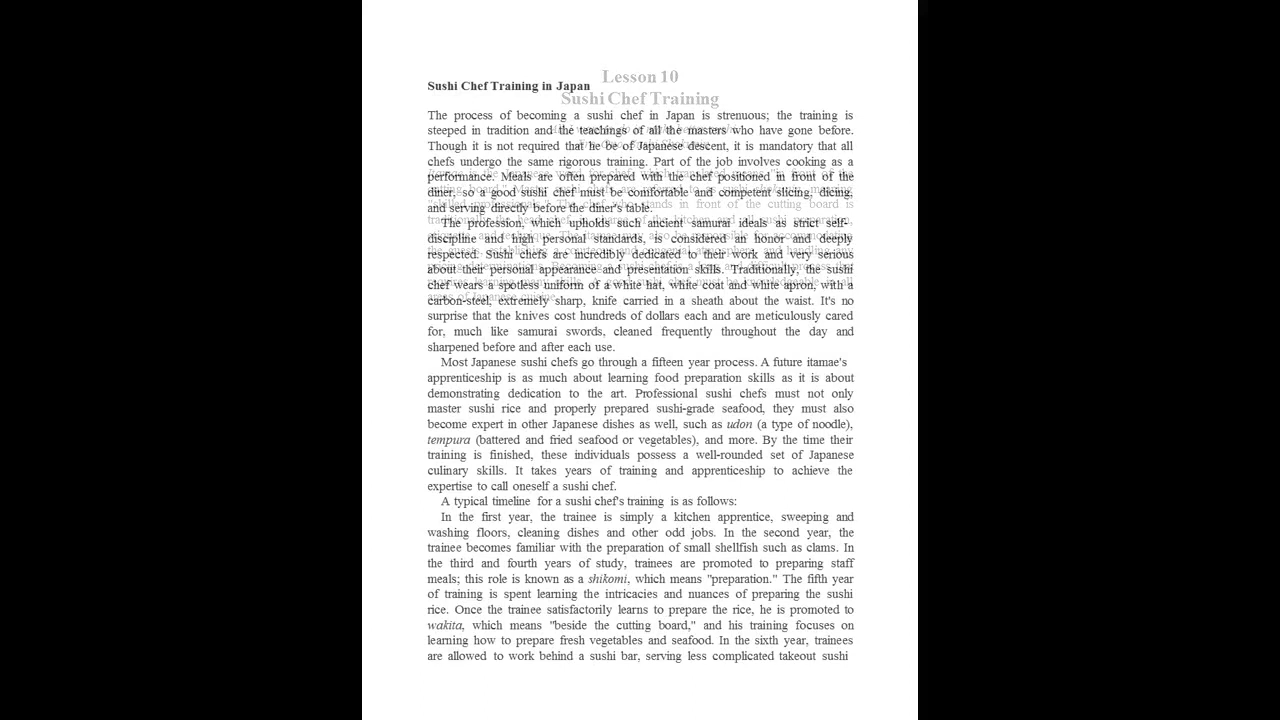 Lesson 10
Sushi Chef Training in Japan
Sushi Chef Training
The process of becoming a sushi chef in Japan is strenuous; the training is
steeped in tradition and the teachings of all the masters who have gone before.
Though it is not required that he be of Japanese descent, it is mandatory that all
chefs undergo the same rigorous training. Part of the job involves cooking as a
performance. Meals are often prepared with the chef positioned in front of the
diner, so a good sushi chef must be comfortable and competent slicing, dicing,
and serving directly before the diner's table.
The profession, which upholds such ancient samurai ideals as strict self-
discipline and high personal standards, is considered an honor and deeply
respected. Sushi chefs are incredibly dedicated to their work and very serious
about their personal appearance and presentation skills. Traditionally, the sushi
chef wears a spotless uniform of a white hat, white coat and white apron, with a
carbon-steel, extremely sharp, knife carried in a sheath about the waist. It's no
surprise that the knives cost hundreds of dollars each and are meticulously cared
for, much like samurai swords, cleaned frequently throughout the day and
sharpened before and after each use.
Most Japanese sushi chefs go through a fifteen year process. A future itamae's
apprenticeship is as much about learning food preparation skills as it is about
demonstrating dedication to the art. Professional sushi chefs must not only
master sushi rice and properly prepared sushi-grade seafood, they must also
become expert in other Japanese dishes as well, such as udon (a type of noodle),
tempura (battered and fried seafood or vegetables), and more. By the time their
training is finished, these individuals possess a well-rounded set of Japanese
culinary skills. It takes years of training and apprenticeship to achieve the
expertise to call oneself a sushi chef.
A typical timeline for a sushi chef's training is as follows:
In the first year, the trainee is simply a kitchen apprentice, sweeping and
washing floors, cleaning dishes and other odd jobs. In the second year, the
trainee becomes familiar with the preparation of small shellfish such as clams. In
the third and fourth years of study, trainees are promoted to preparing staff
meals; this role is known as a shikomi, which means "preparation." The fifth year
of training is spent learning the intricacies and nuances of preparing the sushi
rice. Once the trainee satisfactorily learns to prepare the rice, he is promoted to
wakita, which means "beside the cutting board," and his training focuses on
learning how to prepare fresh vegetables and seafood. In the sixth year, trainees
are allowed to work behind a sushi bar, serving less complicated takeout sushi